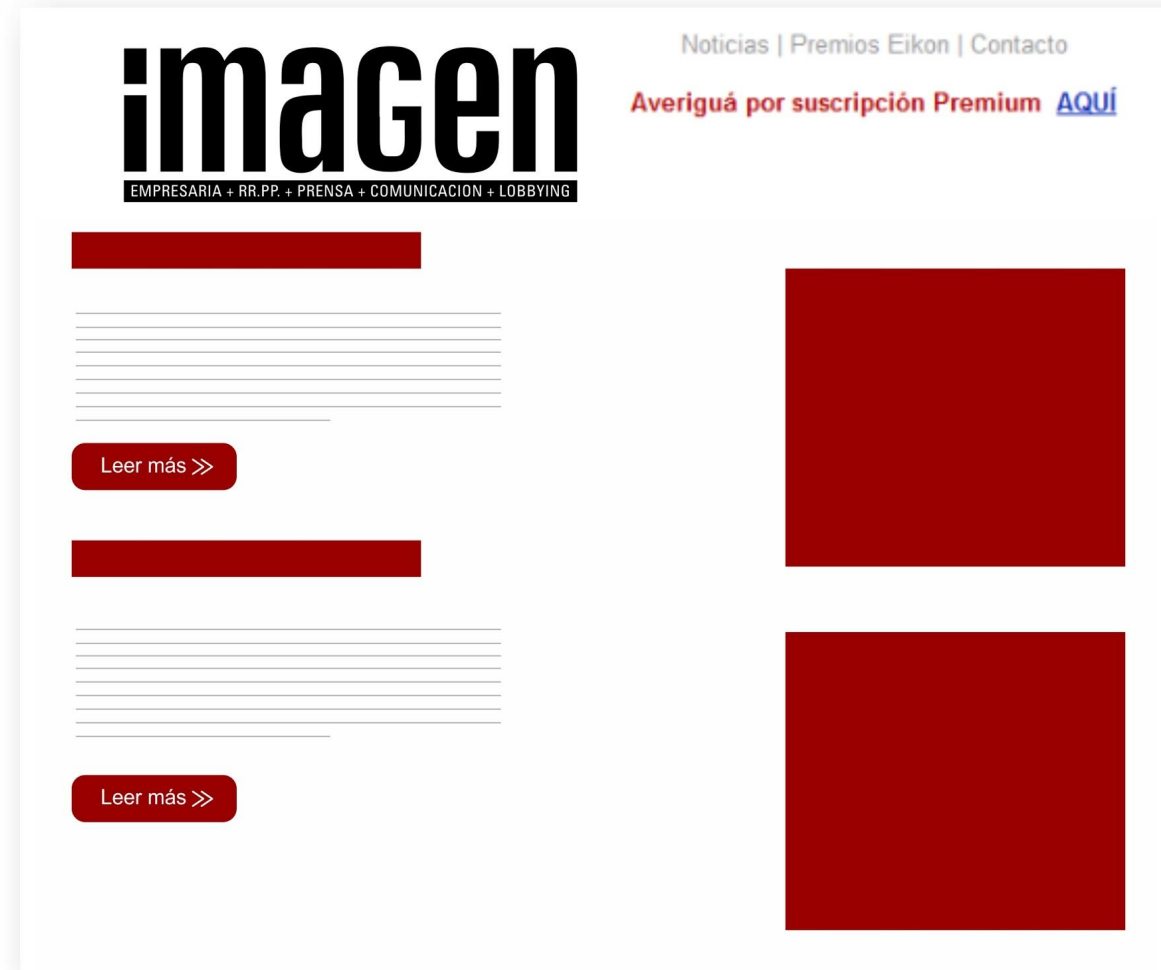 imagen
EMPRESARIA + RR.PP. + PRENSA + COMUNICACION + LOBBYING
Noticias | Premios Eikon | Contacto
Averiguá por suscripción Premium AQUÍ
Leer más >>
Leer más >>